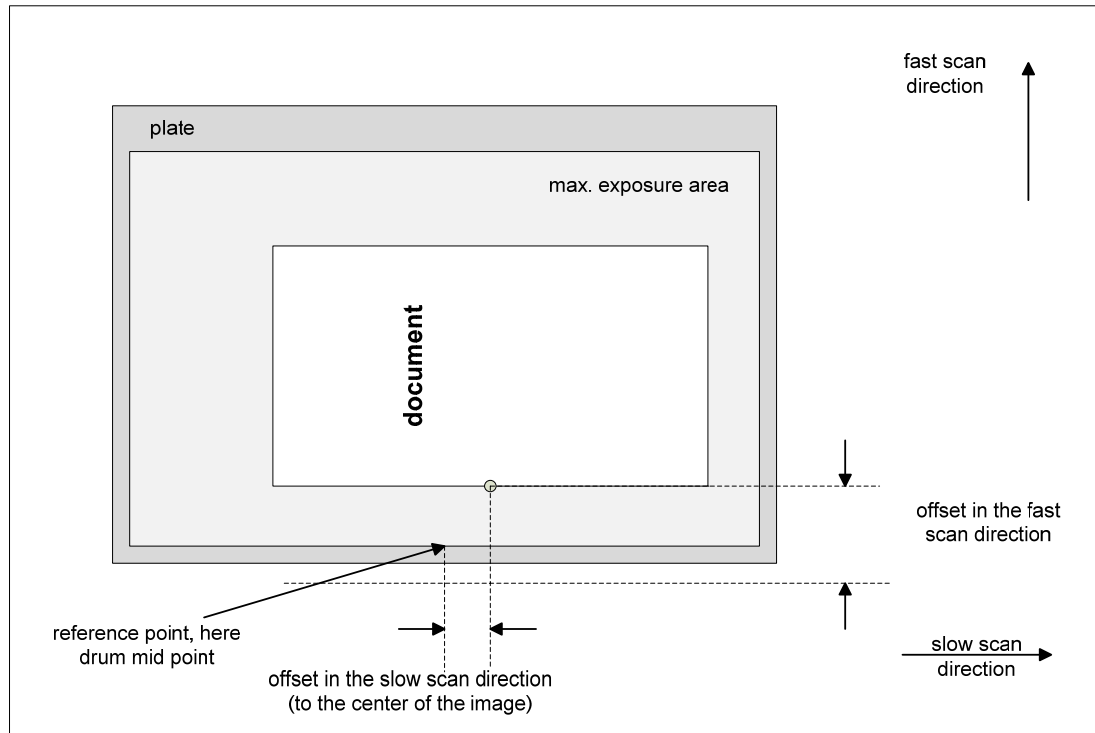 fast scan
direction
plate
max. exposure area
document
offset in the fast
scan direction
reference point, here
drum mid point
slow scan
direction
offset in the slow scan direction
(to the center of the image)